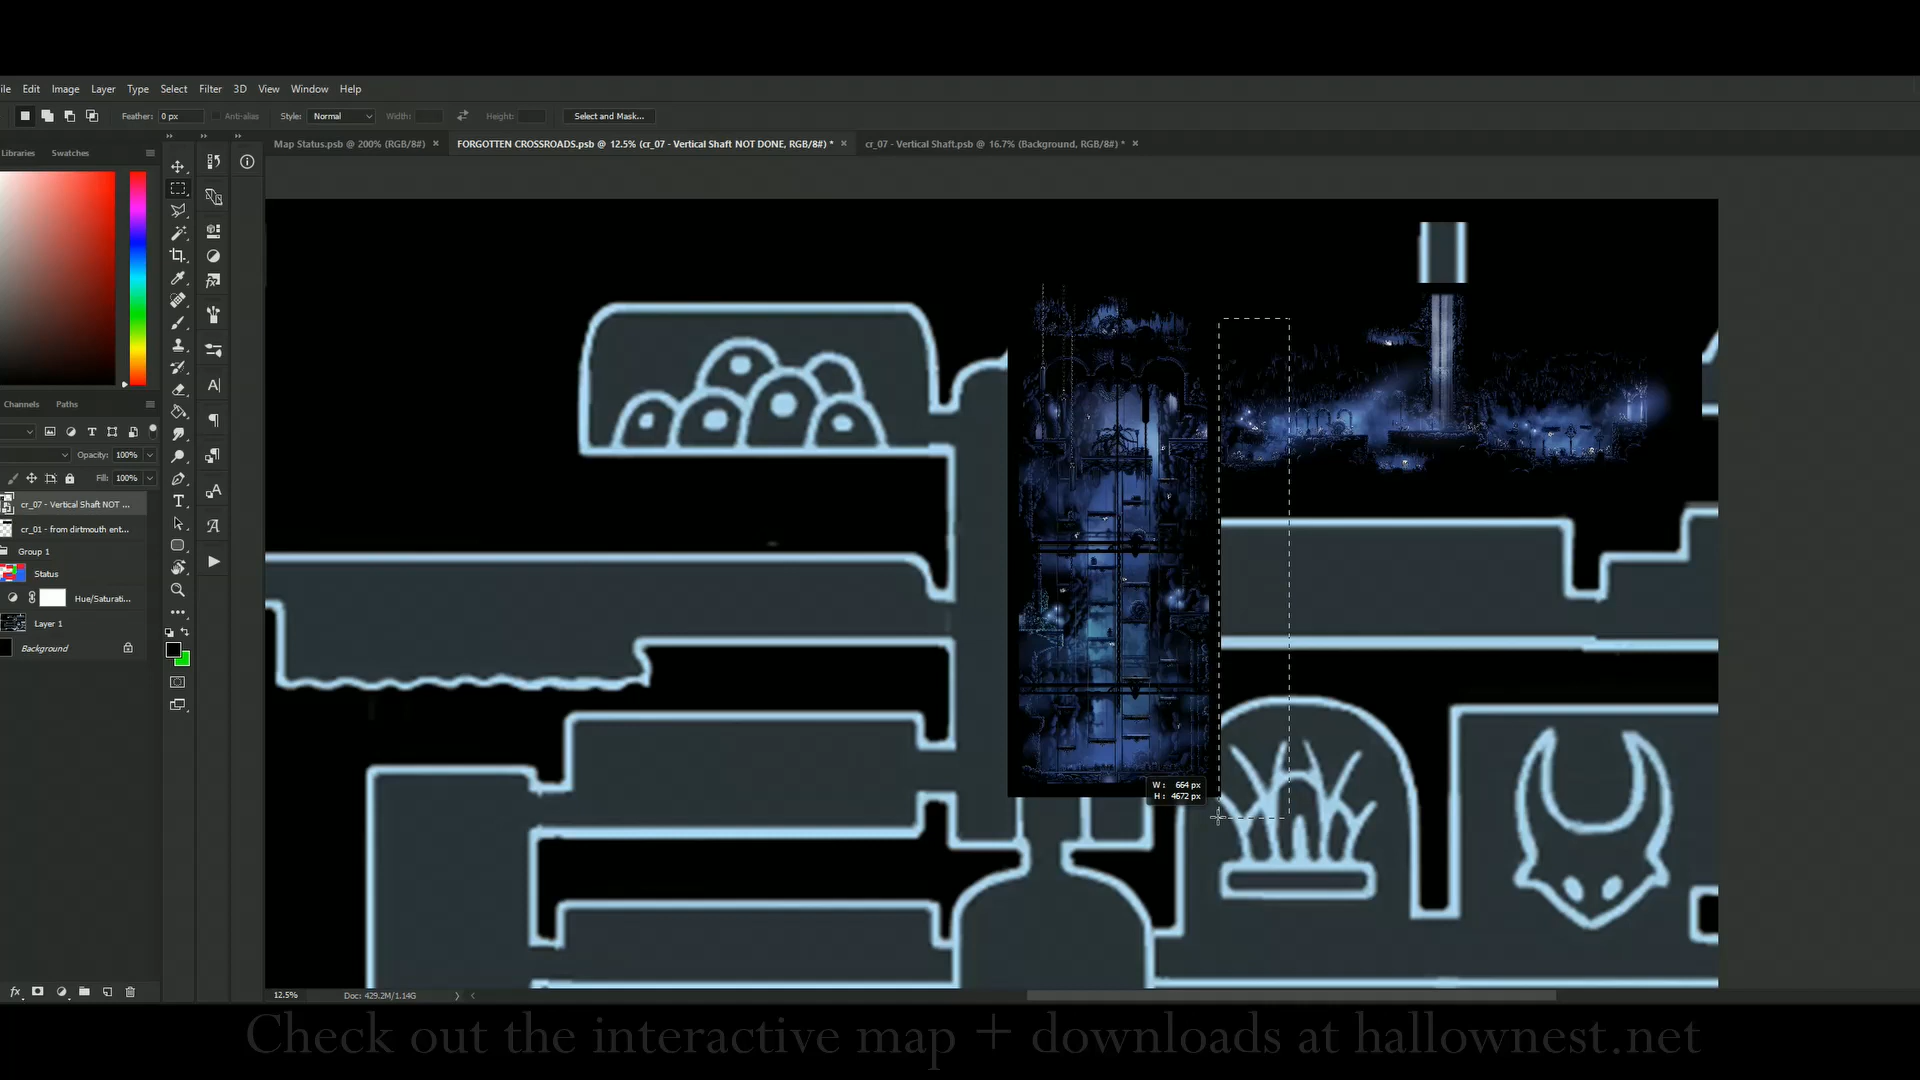 ile Edit Image Layer Type Select Filter 3D View Window Help
Feather: 0 px Anti-alias Style: Normal Width: Height: Select and Mask...
Libraries Swatches
Map Status.psb @ 200% (RGB/8#) × FORGOTTEN CROSSROADS.psb @ 12.5% (cr_07 - Vertical Shaft NOT DONE, RGB/8#) * × cr_07 - Vertical Shaft.psb @ 16.7% (Background, RGB/8#) * ×
Channels Paths
Opacity: 100%
Fill: 100%
cr_07 - Vertical Shaft NOT ...
cr_01 - from dirtmouth ent...
Group 1
Status
Hue/Saturati...
Layer 1
Background
W: 664 px
H: 4672 px
12.5% Doc: 429.2M/1.14G
Check out the interactive map + downloads at hallownest.net